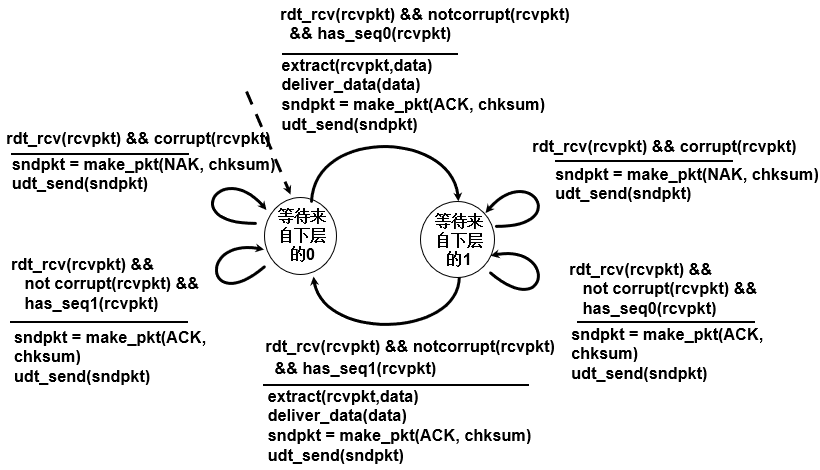 rdt_rcv(rcvpkt) && notcorrupt(rcvpkt)
&& has_seq0(rcvpkt)
extract(rcvpkt,data)
deliver_data(data)
sndpkt = make_pkt(ACK, chksum)
udt_send(sndpkt)
rdt_rcv(rcvpkt) && corrupt(rcvpkt)
sndpkt = make_pkt(NAK, chksum)
udt_send(sndpkt)
rdt_rcv(rcvpkt) && corrupt(rcvpkt)
sndpkt = make_pkt(NAK, chksum)
udt_send(sndpkt)
等待来
自下层
的0
等待来
自下层
的1
rdt_rcv(rcvpkt) &&
not corrupt(rcvpkt) &&
has_seq1(rcvpkt)
sndpkt = make_pkt(ACK,
chksum)
udt_send(sndpkt)
rdt_rcv(rcvpkt) &&
not corrupt(rcvpkt) &&
has_seq0(rcvpkt)
sndpkt = make_pkt(ACK,
chksum)
udt_send(sndpkt)
rdt_rcv(rcvpkt) && notcorrupt(rcvpkt)
&& has_seq1(rcvpkt)
extract(rcvpkt,data)
deliver_data(data)
sndpkt = make_pkt(ACK, chksum)
udt_send(sndpkt)